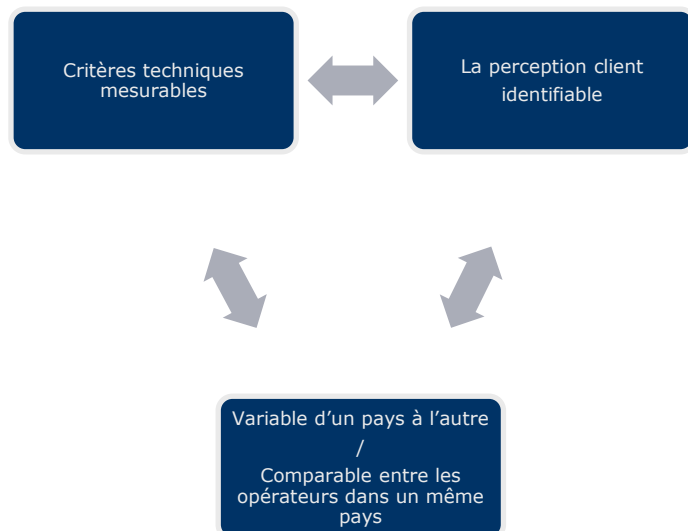 Critères techniques
mesurables
La perception client
identifiable
Variable d’un pays à l’autre
/
Comparable entre les
opérateurs dans un même
pays